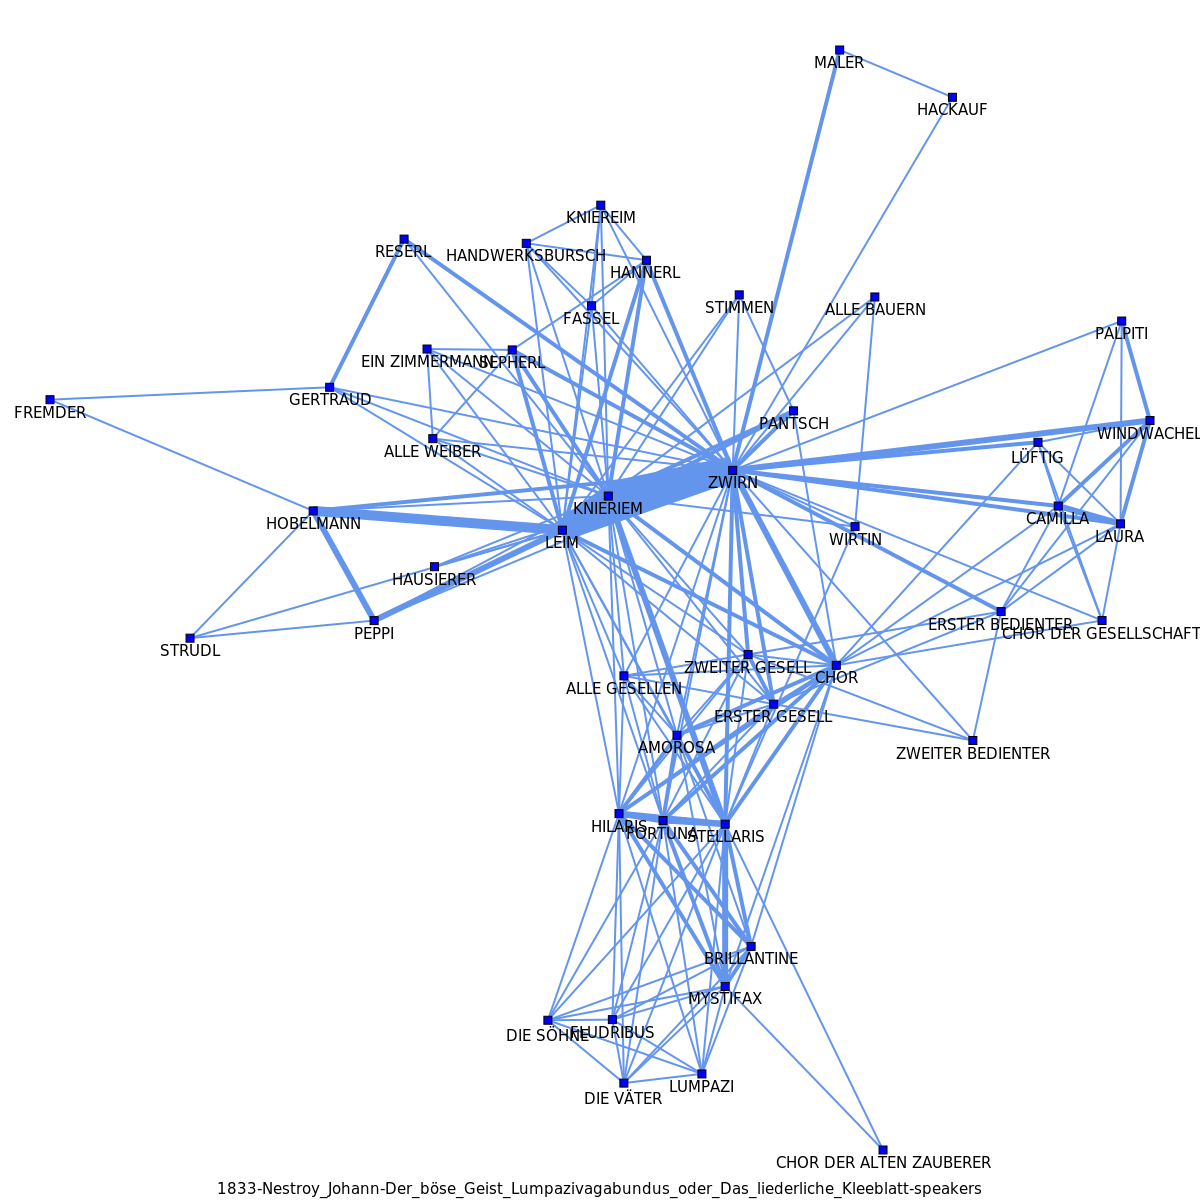 MALER
HACKAUF
KNIEREIM
RESERL
HANDWERKSBURSCH
HANNERL
STIMMEN
ALLE BAUERN
FASSEL
PALPITI
EIN ZIMMERMANN
SEPHERL
GERTRAUD
FREMDER
PANTSCH
WINDWACHEL
ALLE WEIBER
LÜFTIG
ZWIRN
KNIERIEM
HOBELMANN
CAMILLA
LEIM
WIRTIN
LAURA
HAUSIERER
ERSTER BEDIENTER
PEPPI
CHOR DER GESELLSCHAFT
STRUDL
ZWEITER GESELL
CHOR
ALLE GESELLEN
ERSTER GESELL
AMOROSA
ZWEITER BEDIENTER
HILARIS
FORTUNA
STELLARIS
BRILLANTINE
MYSTIFAX
DIE SÖHNE
FLUDRIBUS
LUMPAZI
DIE VÄTER
CHOR DER ALTEN ZAUBERER
1833-Nestroy_Johann-Der_böse_Geist_Lumpazivagabundus_oder_Das_liederliche_Kleeblatt-speakers